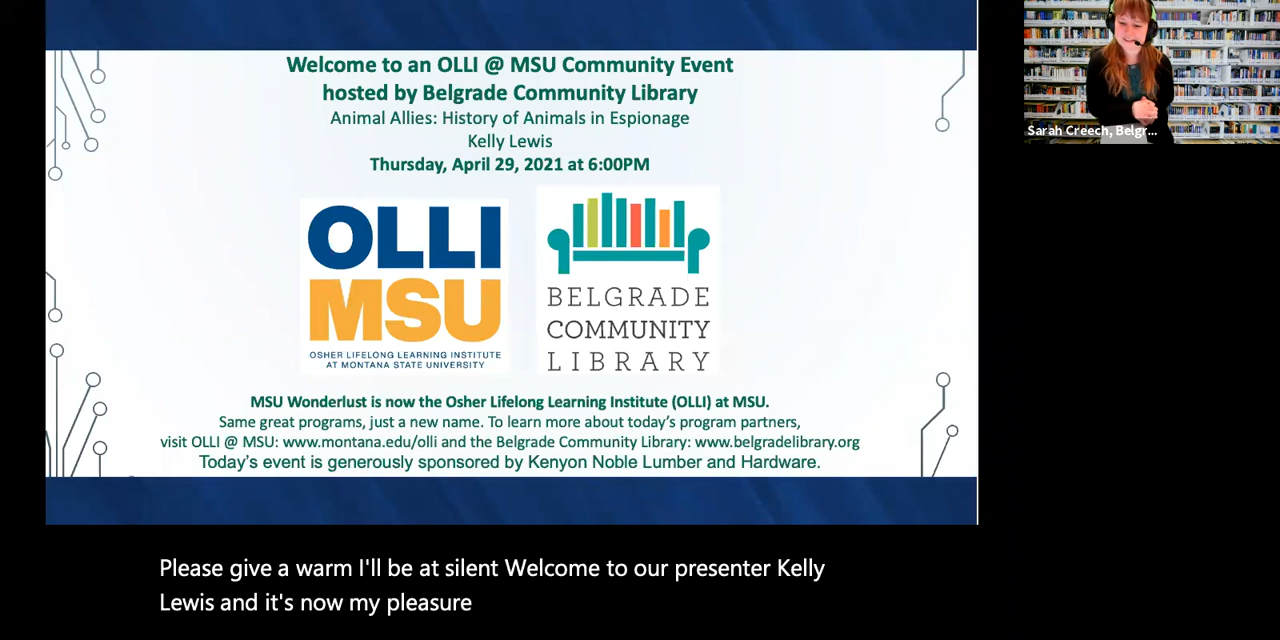 Welcome to an OLLI @ MSU Community Event
hosted by Belgrade Community Library
Animal Allies: History of Animals in Espionage
Kelly Lewis
Thursday, April 29, 2021 at 6:00PM
OLLI
MSU
OSHER LIFELONG LEARNING INSTITUTE
AT MONTANA STATE UNIVERSITY
BELGRADE
COMMUNITY
LIBRARY
MSU Wonderlust is now the Osher Lifelong Learning Institute (OLLI) at MSU.
Same great programs, just a new name. To learn more about today's program partners,
visit OLLI @ MSU: www.montana.edu/olli and the Belgrade Community Library: www.belgradelibrary.org
Today's event is generously sponsored by Kenyon Noble Lumber and Hardware.
Sarah Creech, Belgr...
Please give a warm I'll be at silent Welcome to our presenter Kelly
Lewis and it's now my pleasure